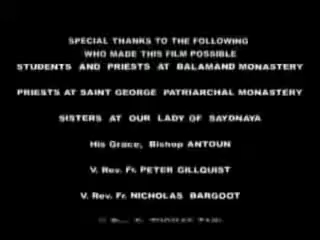 SPECIAL THANKS TO THE FOLLOWING
WHO MADE THIS FILM POSSIBLE
STUDENTS AND PRIESTS AT BALAMAND MONASTERY
PRIESTS AT SAINT GEORGE PATRIARCHAL MONASTERY
SISTERS AT OUR LADY OF SAYDNAYA
His Grace, Bishop ANTOUN
V. Rev. Fr. PETER GILLQUIST
V. Rev. Fr. NICHOLAS BARGOOT